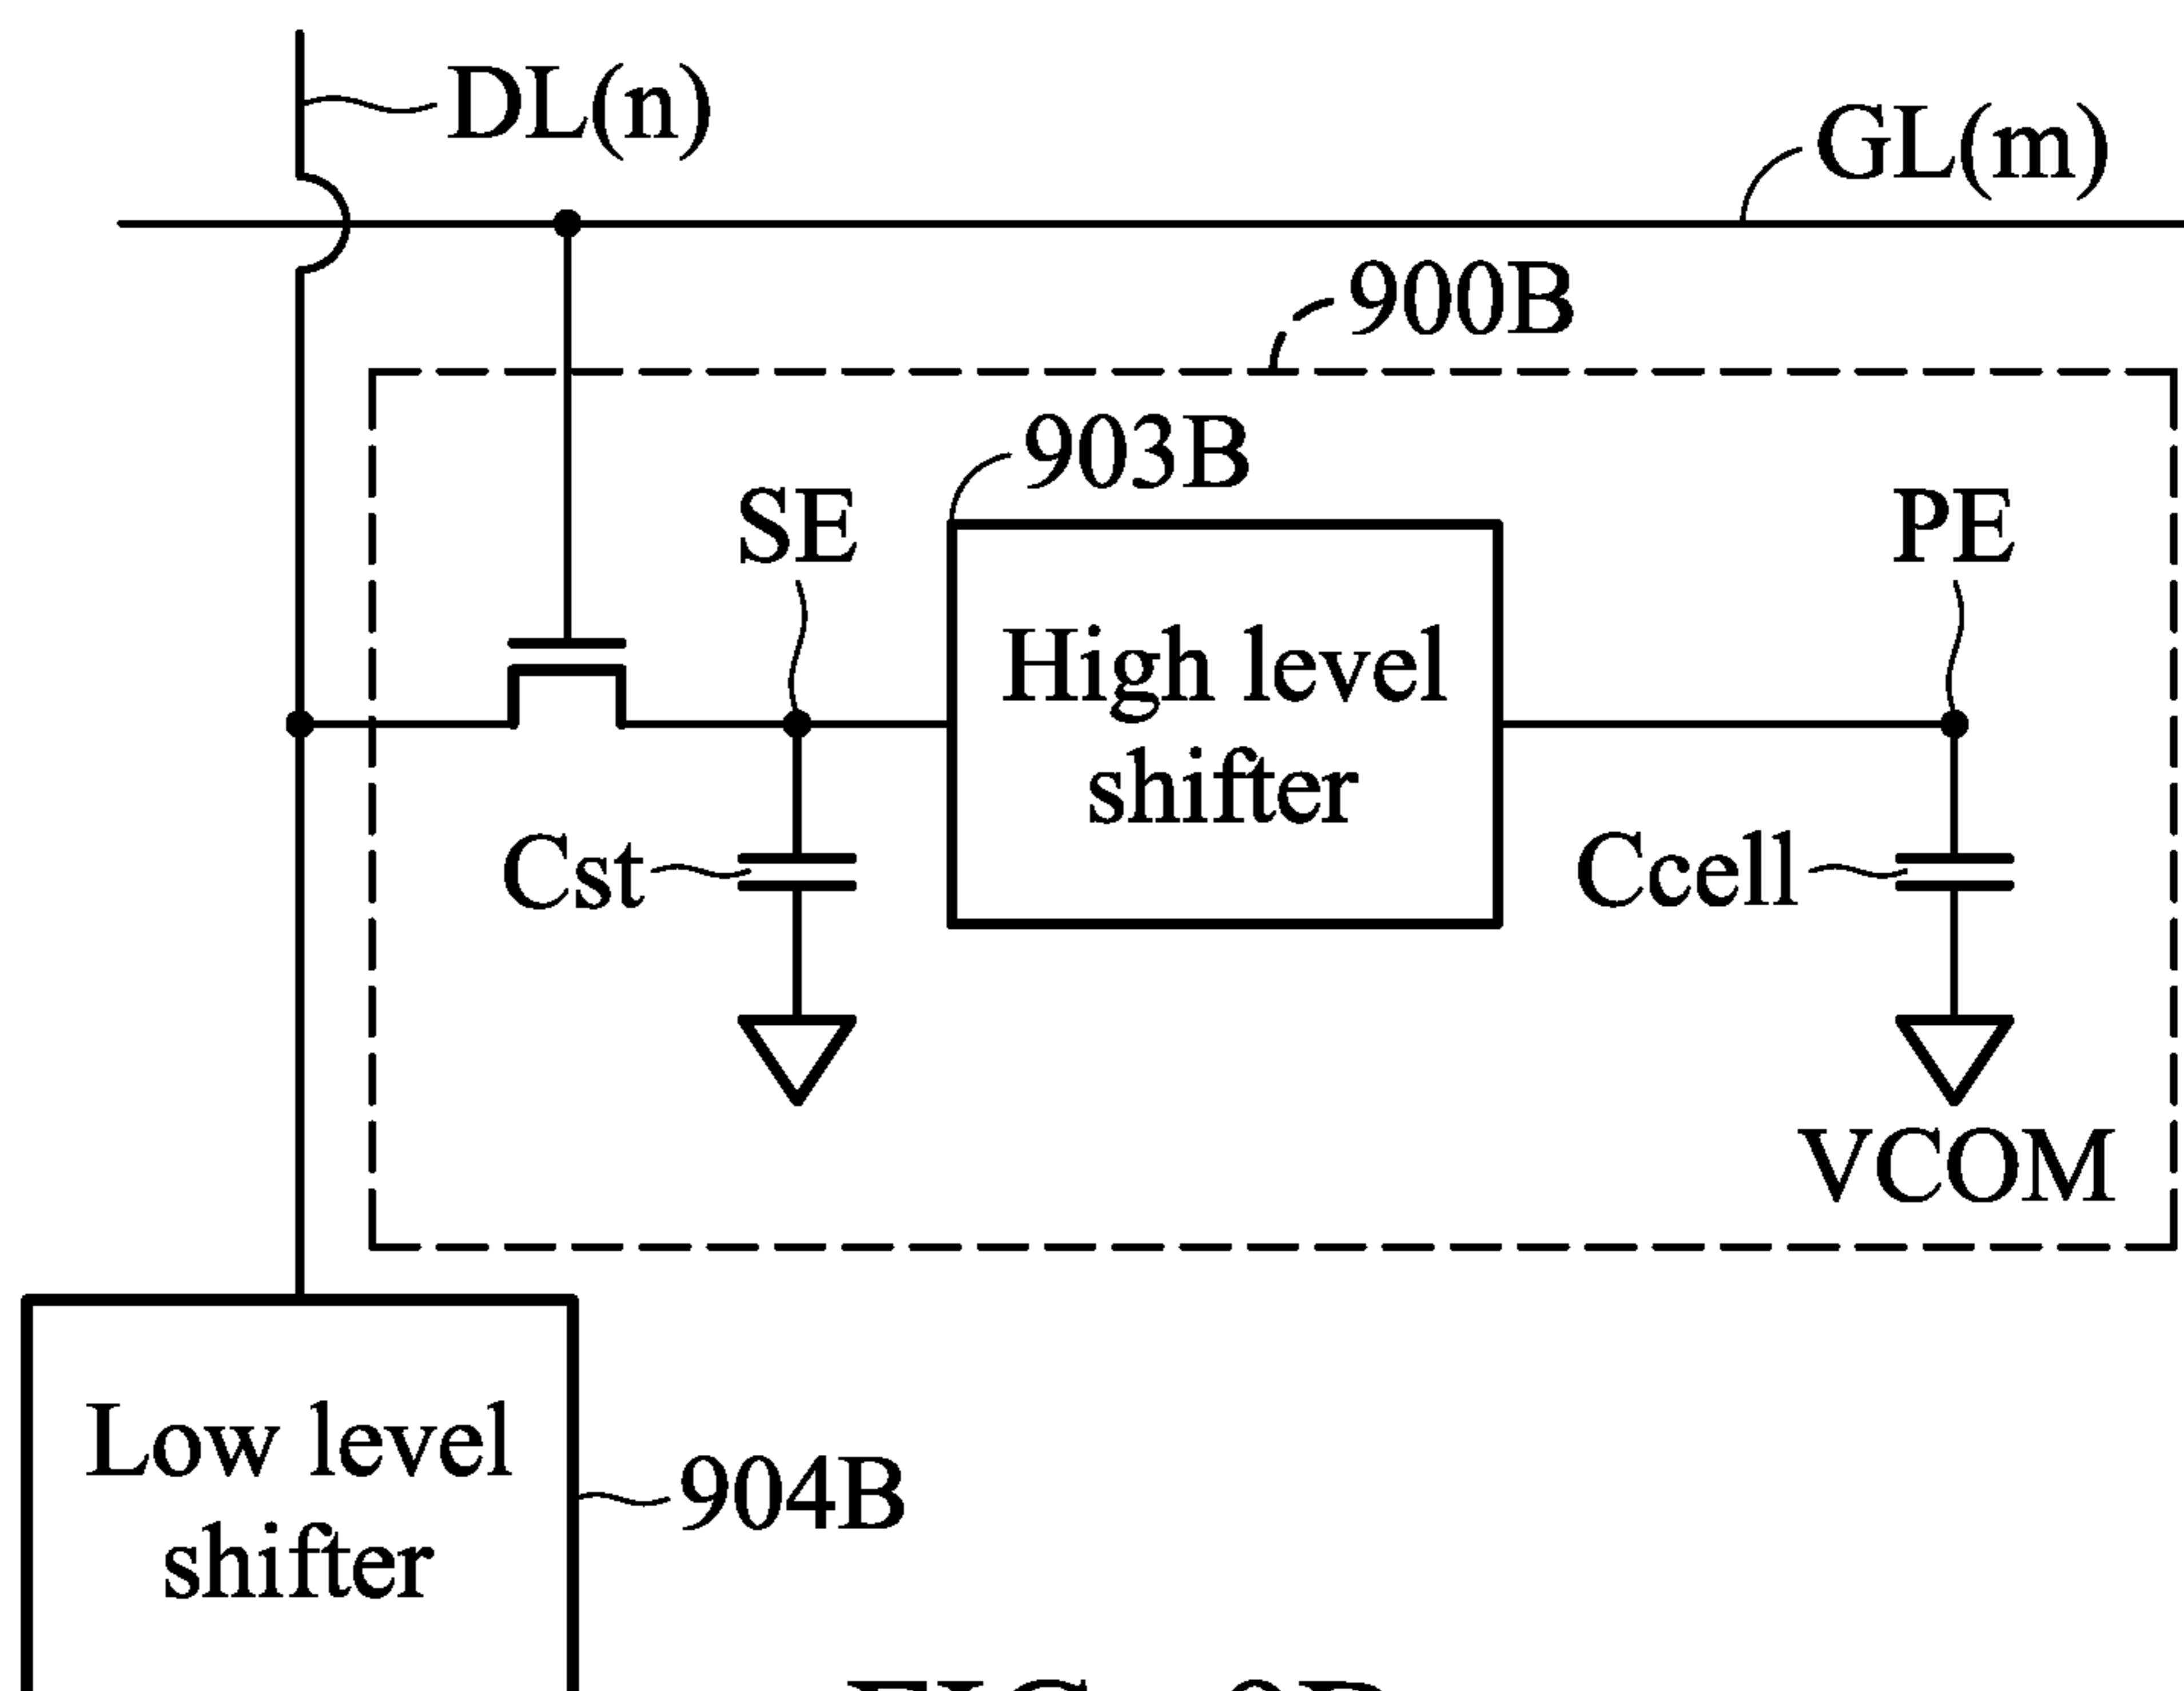 DL(n)
GL(m)
900B
903B
SE
PE
High level
shifter
Cst
Ccell
VCOM
Low level
shifter
904B